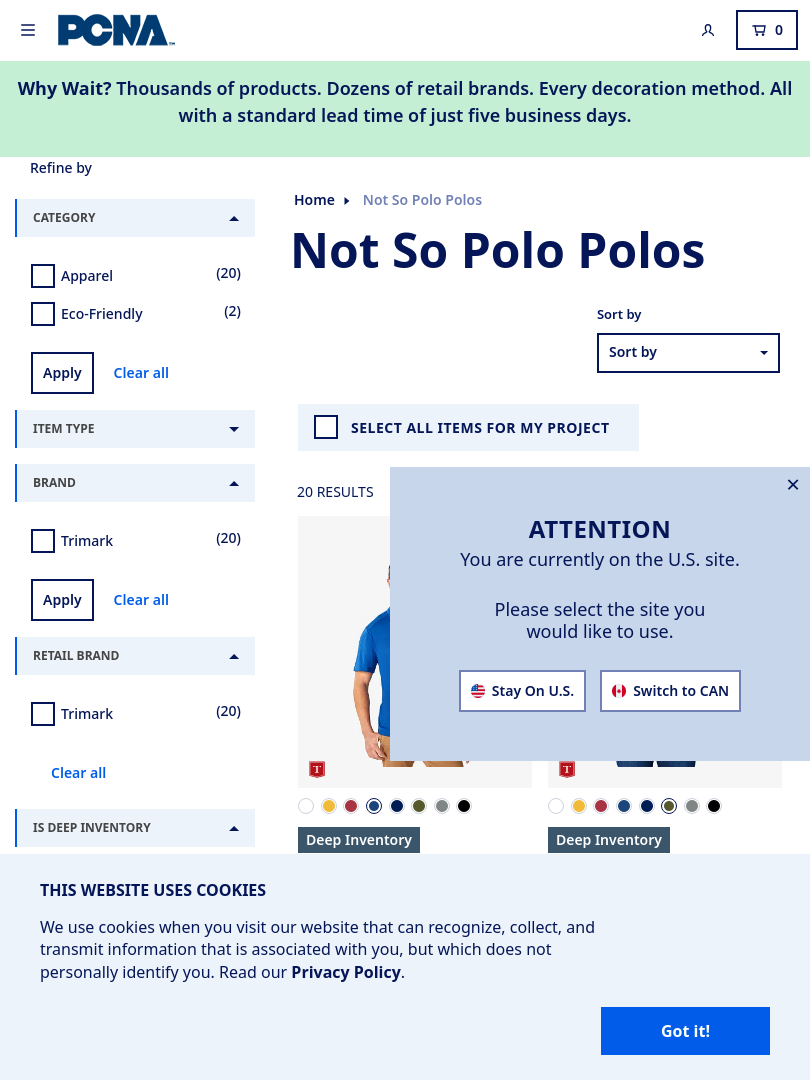 PCNA
0
Why Wait? Thousands of products. Dozens of retail brands. Every decoration method. All
with a standard lead time of just five business days.
Refine by
CATEGORY
Apparel (20)
Eco-Friendly (2)
Apply Clear all
ITEM TYPE
BRAND
Trimark (20)
Apply Clear all
RETAIL BRAND
Trimark (20)
Clear all
IS DEEP INVENTORY
Home Not So Polo Polos
Not So Polo Polos
Sort by
Sort by
SELECT ALL ITEMS FOR MY PROJECT
20 RESULTS
ATTENTION
You are currently on the U.S. site.
Please select the site you
would like to use.
Stay On U.S. Switch to CAN
T T
Deep Inventory Deep Inventory
THIS WEBSITE USES COOKIES
We use cookies when you visit our website that can recognize, collect, and
transmit information that is associated with you, but which does not
personally identify you. Read our Privacy Policy.
Got it!